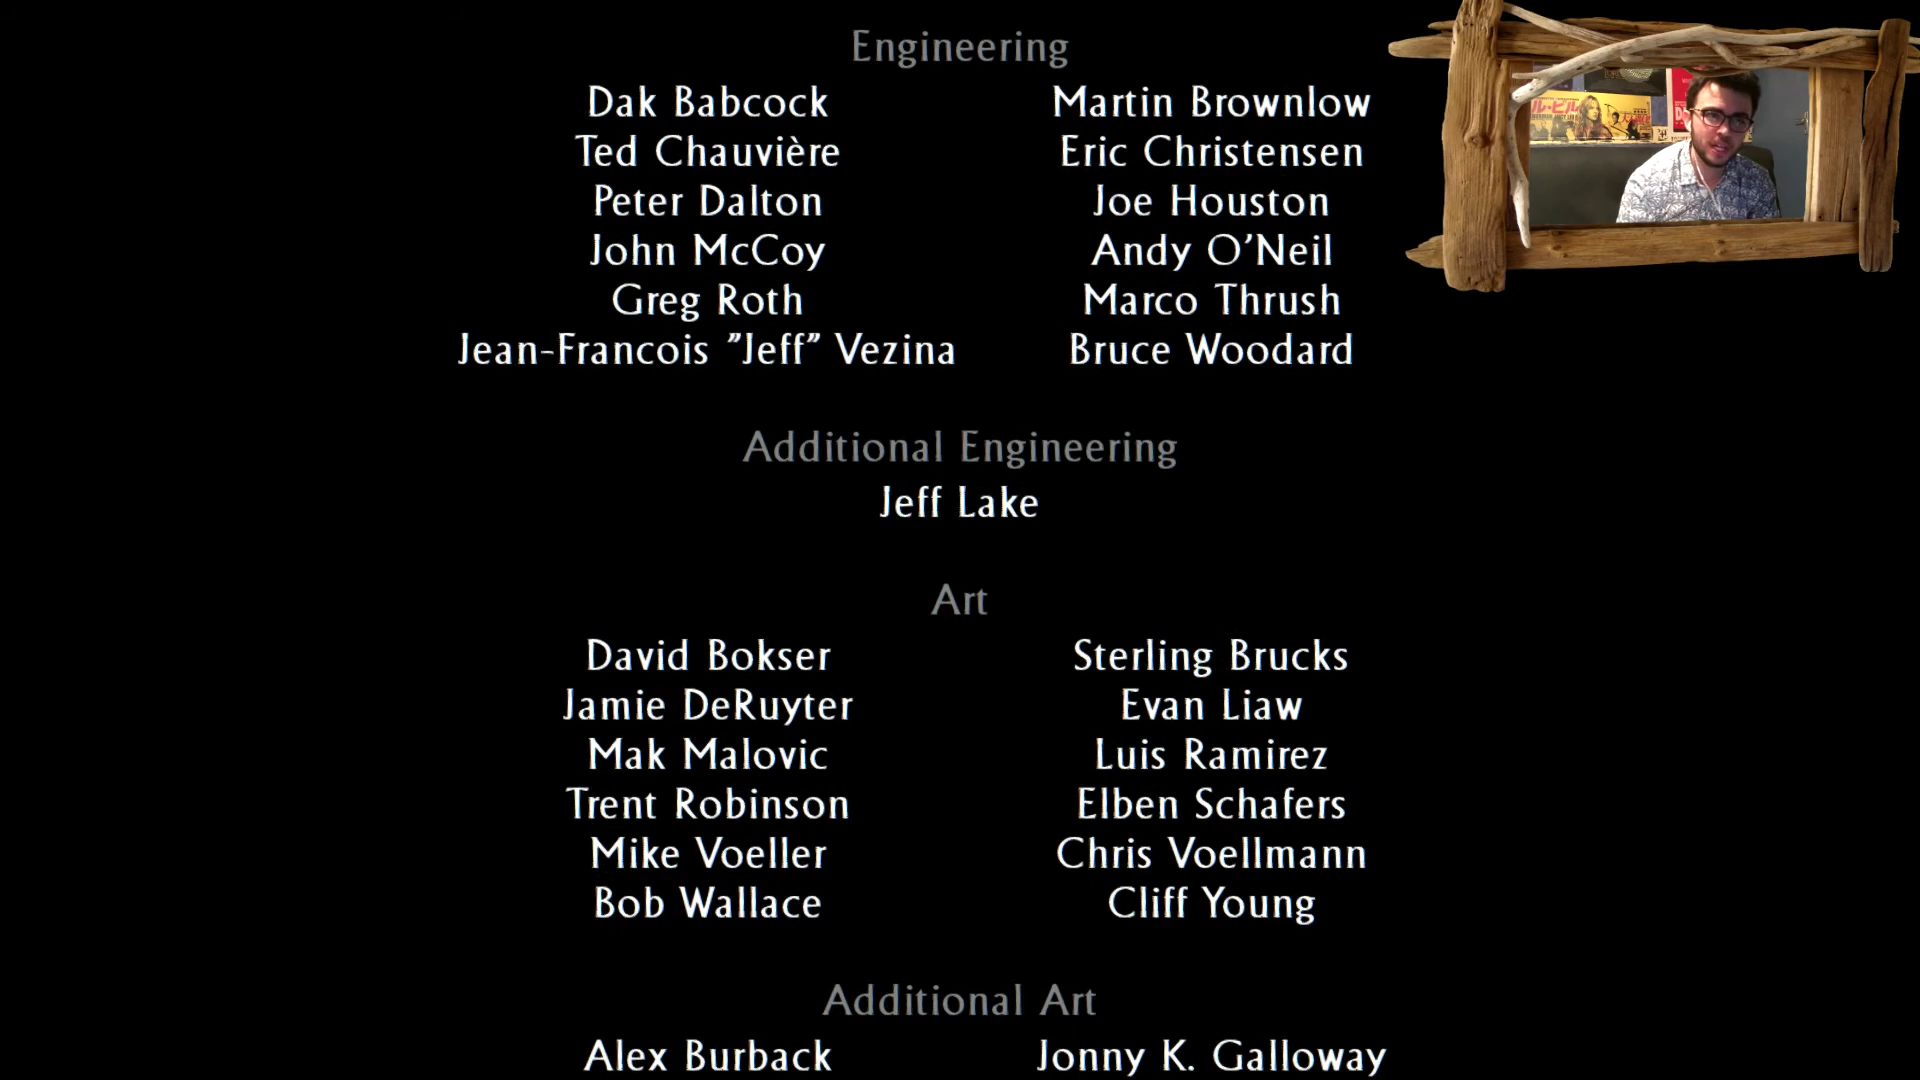 Engineering
Dak Babcock Martin Brownlow
Ted Chauvière Eric Christensen
Peter Dalton Joe Houston
John McCoy Andy O'Neil
Greg Roth Marco Thrush
Jean-Francois "Jeff" Vezina Bruce Woodard
Additional Engineering
Jeff Lake
Art
David Bokser Sterling Brucks
Jamie DeRuyter Evan Liaw
Mak Malovic Luis Ramirez
Trent Robinson Elben Schafers
Mike Voeller Chris Voellmann
Bob Wallace Cliff Young
Additional Art
Alex Burback Jonny K. Galloway
ル・ビル